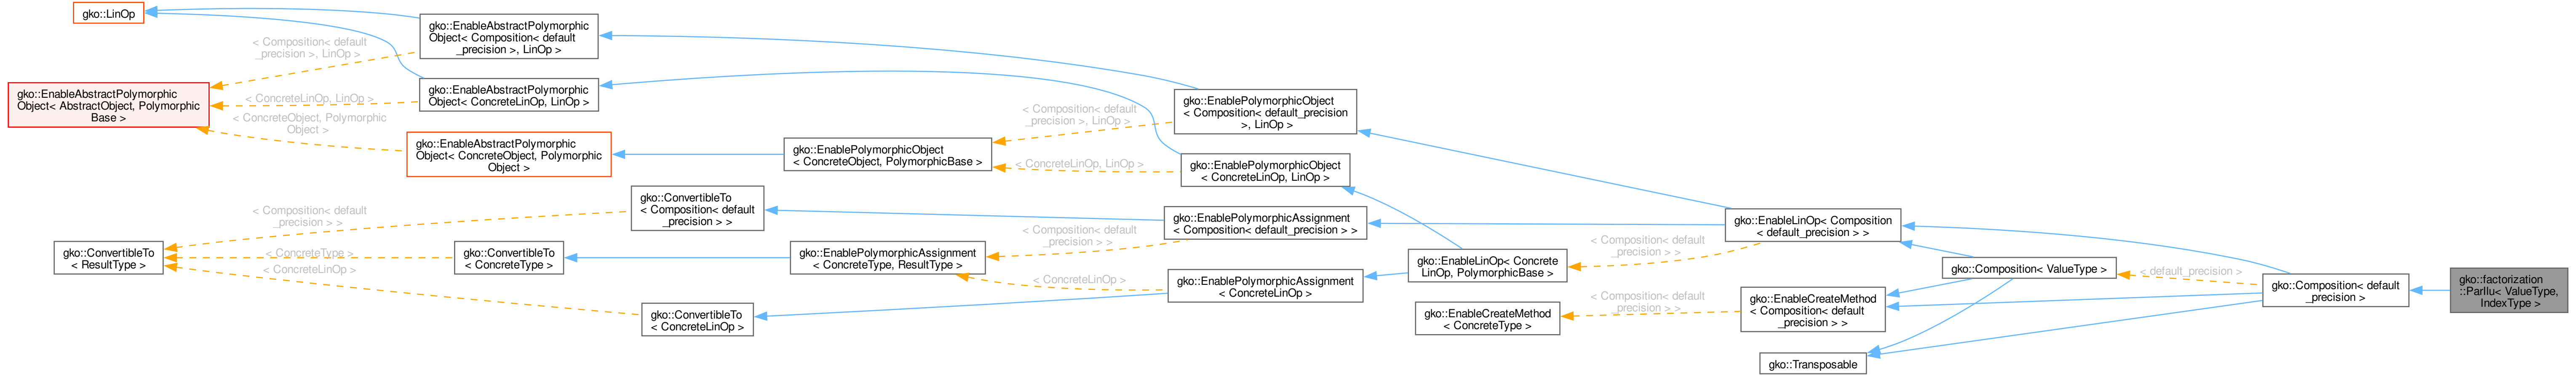 gko::LinOp
gko::EnableAbstractPolymorphic
Object< Composition< default
_precision >, LinOp >
< Composition< default
_precision >, LinOp >
gko::EnableAbstractPolymorphic
Object< AbstractObject, Polymorphic
Base >
gko::EnableAbstractPolymorphic
Object< ConcreteLinOp, LinOp >
< ConcreteLinOp, LinOp >
< ConcreteObject, Polymorphic
Object >
gko::EnableAbstractPolymorphic
Object< ConcreteObject, Polymorphic
Object >
gko::EnablePolymorphicObject
< ConcreteObject, PolymorphicBase >
< Composition< default
_precision >, LinOp >
< ConcreteLinOp, LinOp >
gko::EnablePolymorphicObject
< Composition< default_precision
>, LinOp >
gko::EnablePolymorphicObject
< ConcreteLinOp, LinOp >
gko::ConvertibleTo
< Composition< default
_precision > >
< Composition< default
_precision > >
gko::ConvertibleTo
< ResultType >
< ConcreteType >
< ConcreteLinOp >
gko::ConvertibleTo
< ConcreteType >
gko::ConvertibleTo
< ConcreteLinOp >
gko::EnablePolymorphicAssignment
< ConcreteType, ResultType >
< Composition< default
_precision > >
< ConcreteLinOp >
gko::EnablePolymorphicAssignment
< Composition< default_precision > >
gko::EnablePolymorphicAssignment
< ConcreteLinOp >
gko::EnableLinOp< Concrete
LinOp, PolymorphicBase >
< Composition< default
_precision > >
gko::EnableCreateMethod
< ConcreteType >
< Composition< default
_precision > >
gko::EnableLinOp< Composition
< default_precision > >
gko::EnableCreateMethod
< Composition< default
_precision > >
gko::Transposable
gko::Composition< ValueType >
< default_precision >
gko::Composition< default
_precision >
gko::factorization
::ParIlu< ValueType,
IndexType >